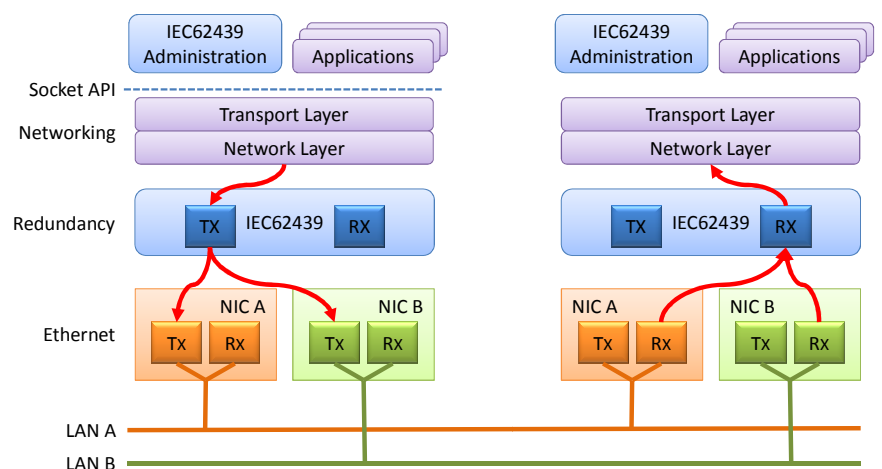 IEC62439
Administration
Applications
IEC62439
Administration
Applications
Socket API
Networking
Transport Layer
Network Layer
Transport Layer
Network Layer
Redundancy
TX
IEC62439
RX
TX
IEC62439
RX
Ethernet
NIC A
Tx
Rx
NIC B
Tx
Rx
NIC A
Tx
Rx
NIC B
Tx
Rx
LAN A
LAN B